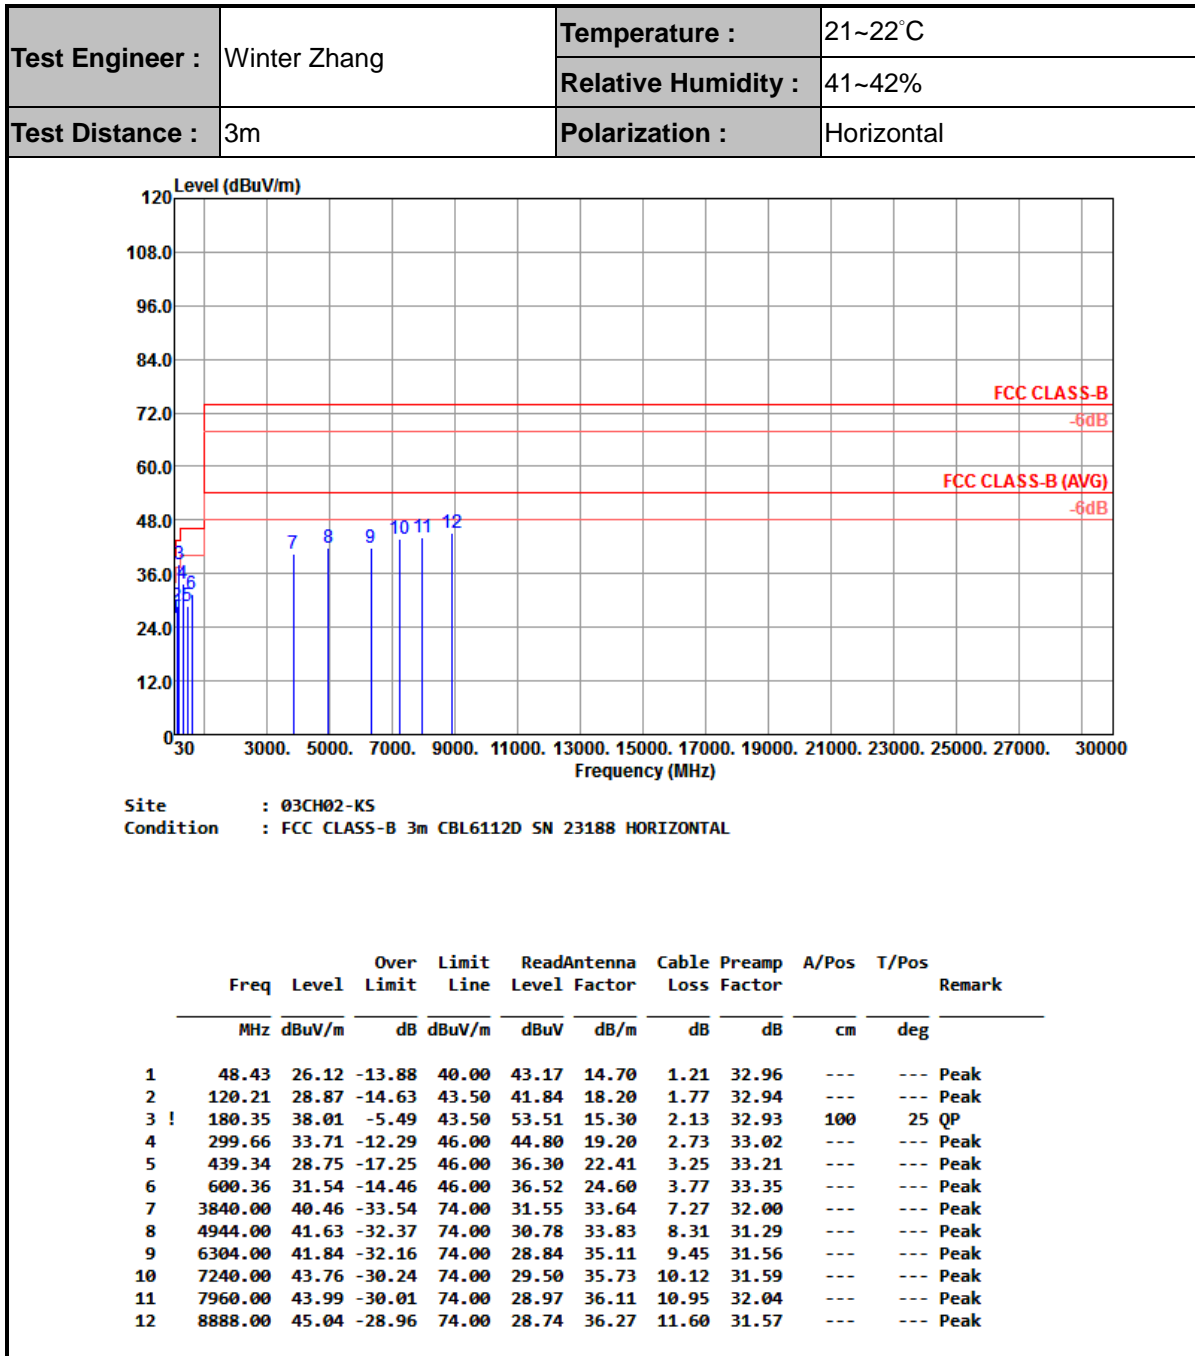 Test Engineer : Winter Zhang Temperature : 21~22°C
Relative Humidity : 41~42%
Test Distance : 3m Polarization : Horizontal
Level (dBuV/m)
120
108.0
96.0
84.0
FCC CLASS-B
72.0
-6dB
60.0
FCC CLASS-B (AVG)
-6dB
48.0
7 8 9 10 11 12
3
36.0 4
6
2 5
24.0
12.0
0
30 3000. 5000. 7000. 9000. 11000. 13000. 15000. 17000. 19000. 21000. 23000. 25000. 27000. 30000
Frequency (MHz)
Site : 03CH02-KS
Condition : FCC CLASS-B 3m CBL6112D SN 23188 HORIZONTAL
Over Limit ReadAntenna Cable Preamp A/Pos T/Pos
Freq Level Limit Line Level Factor Loss Factor Remark
MHz dBuV/m dB dBuV/m dBuV dB/m dB dB cm deg
1 48.43 26.12 -13.88 40.00 43.17 14.70 1.21 32.96 --- --- Peak
2 120.21 28.87 -14.63 43.50 41.84 18.20 1.77 32.94 --- --- Peak
3 ! 180.35 38.01 -5.49 43.50 53.51 15.30 2.13 32.93 100 25 QP
4 299.66 33.71 -12.29 46.00 44.80 19.20 2.73 33.02 --- --- Peak
5 439.34 28.75 -17.25 46.00 36.30 22.41 3.25 33.21 --- --- Peak
6 600.36 31.54 -14.46 46.00 36.52 24.60 3.77 33.35 --- --- Peak
7 3840.00 40.46 -33.54 74.00 31.55 33.64 7.27 32.00 --- --- Peak
8 4944.00 41.63 -32.37 74.00 30.78 33.83 8.31 31.29 --- --- Peak
9 6304.00 41.84 -32.16 74.00 28.84 35.11 9.45 31.56 --- --- Peak
10 7240.00 43.76 -30.24 74.00 29.50 35.73 10.12 31.59 --- --- Peak
11 7960.00 43.99 -30.01 74.00 28.97 36.11 10.95 32.04 --- --- Peak
12 8888.00 45.04 -28.96 74.00 28.74 36.27 11.60 31.57 --- --- Peak